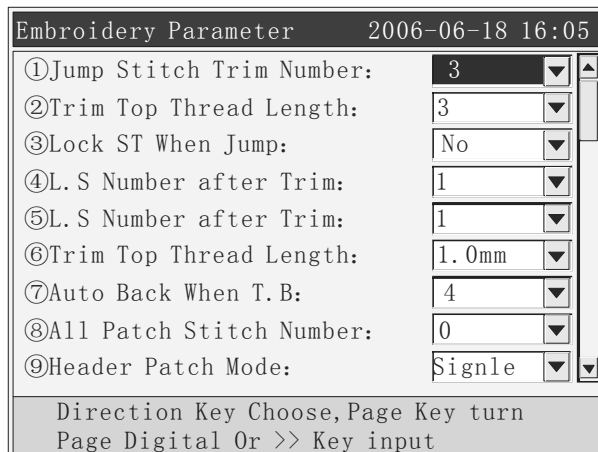 Embroidery Parameter 2006-06-18 16:05
①Jump Stitch Trim Number: 3
②Trim Top Thread Length: 3
③Lock ST When Jump: No
④L.S Number after Trim: 1
⑤L.S Number after Trim: 1
⑥Trim Top Thread Length: 1.0mm
⑦Auto Back When T.B: 4
⑧All Patch Stitch Number: 0
⑨Header Patch Mode: Signle
Direction Key Choose,Page Key turn
Page Digital Or >> Key input